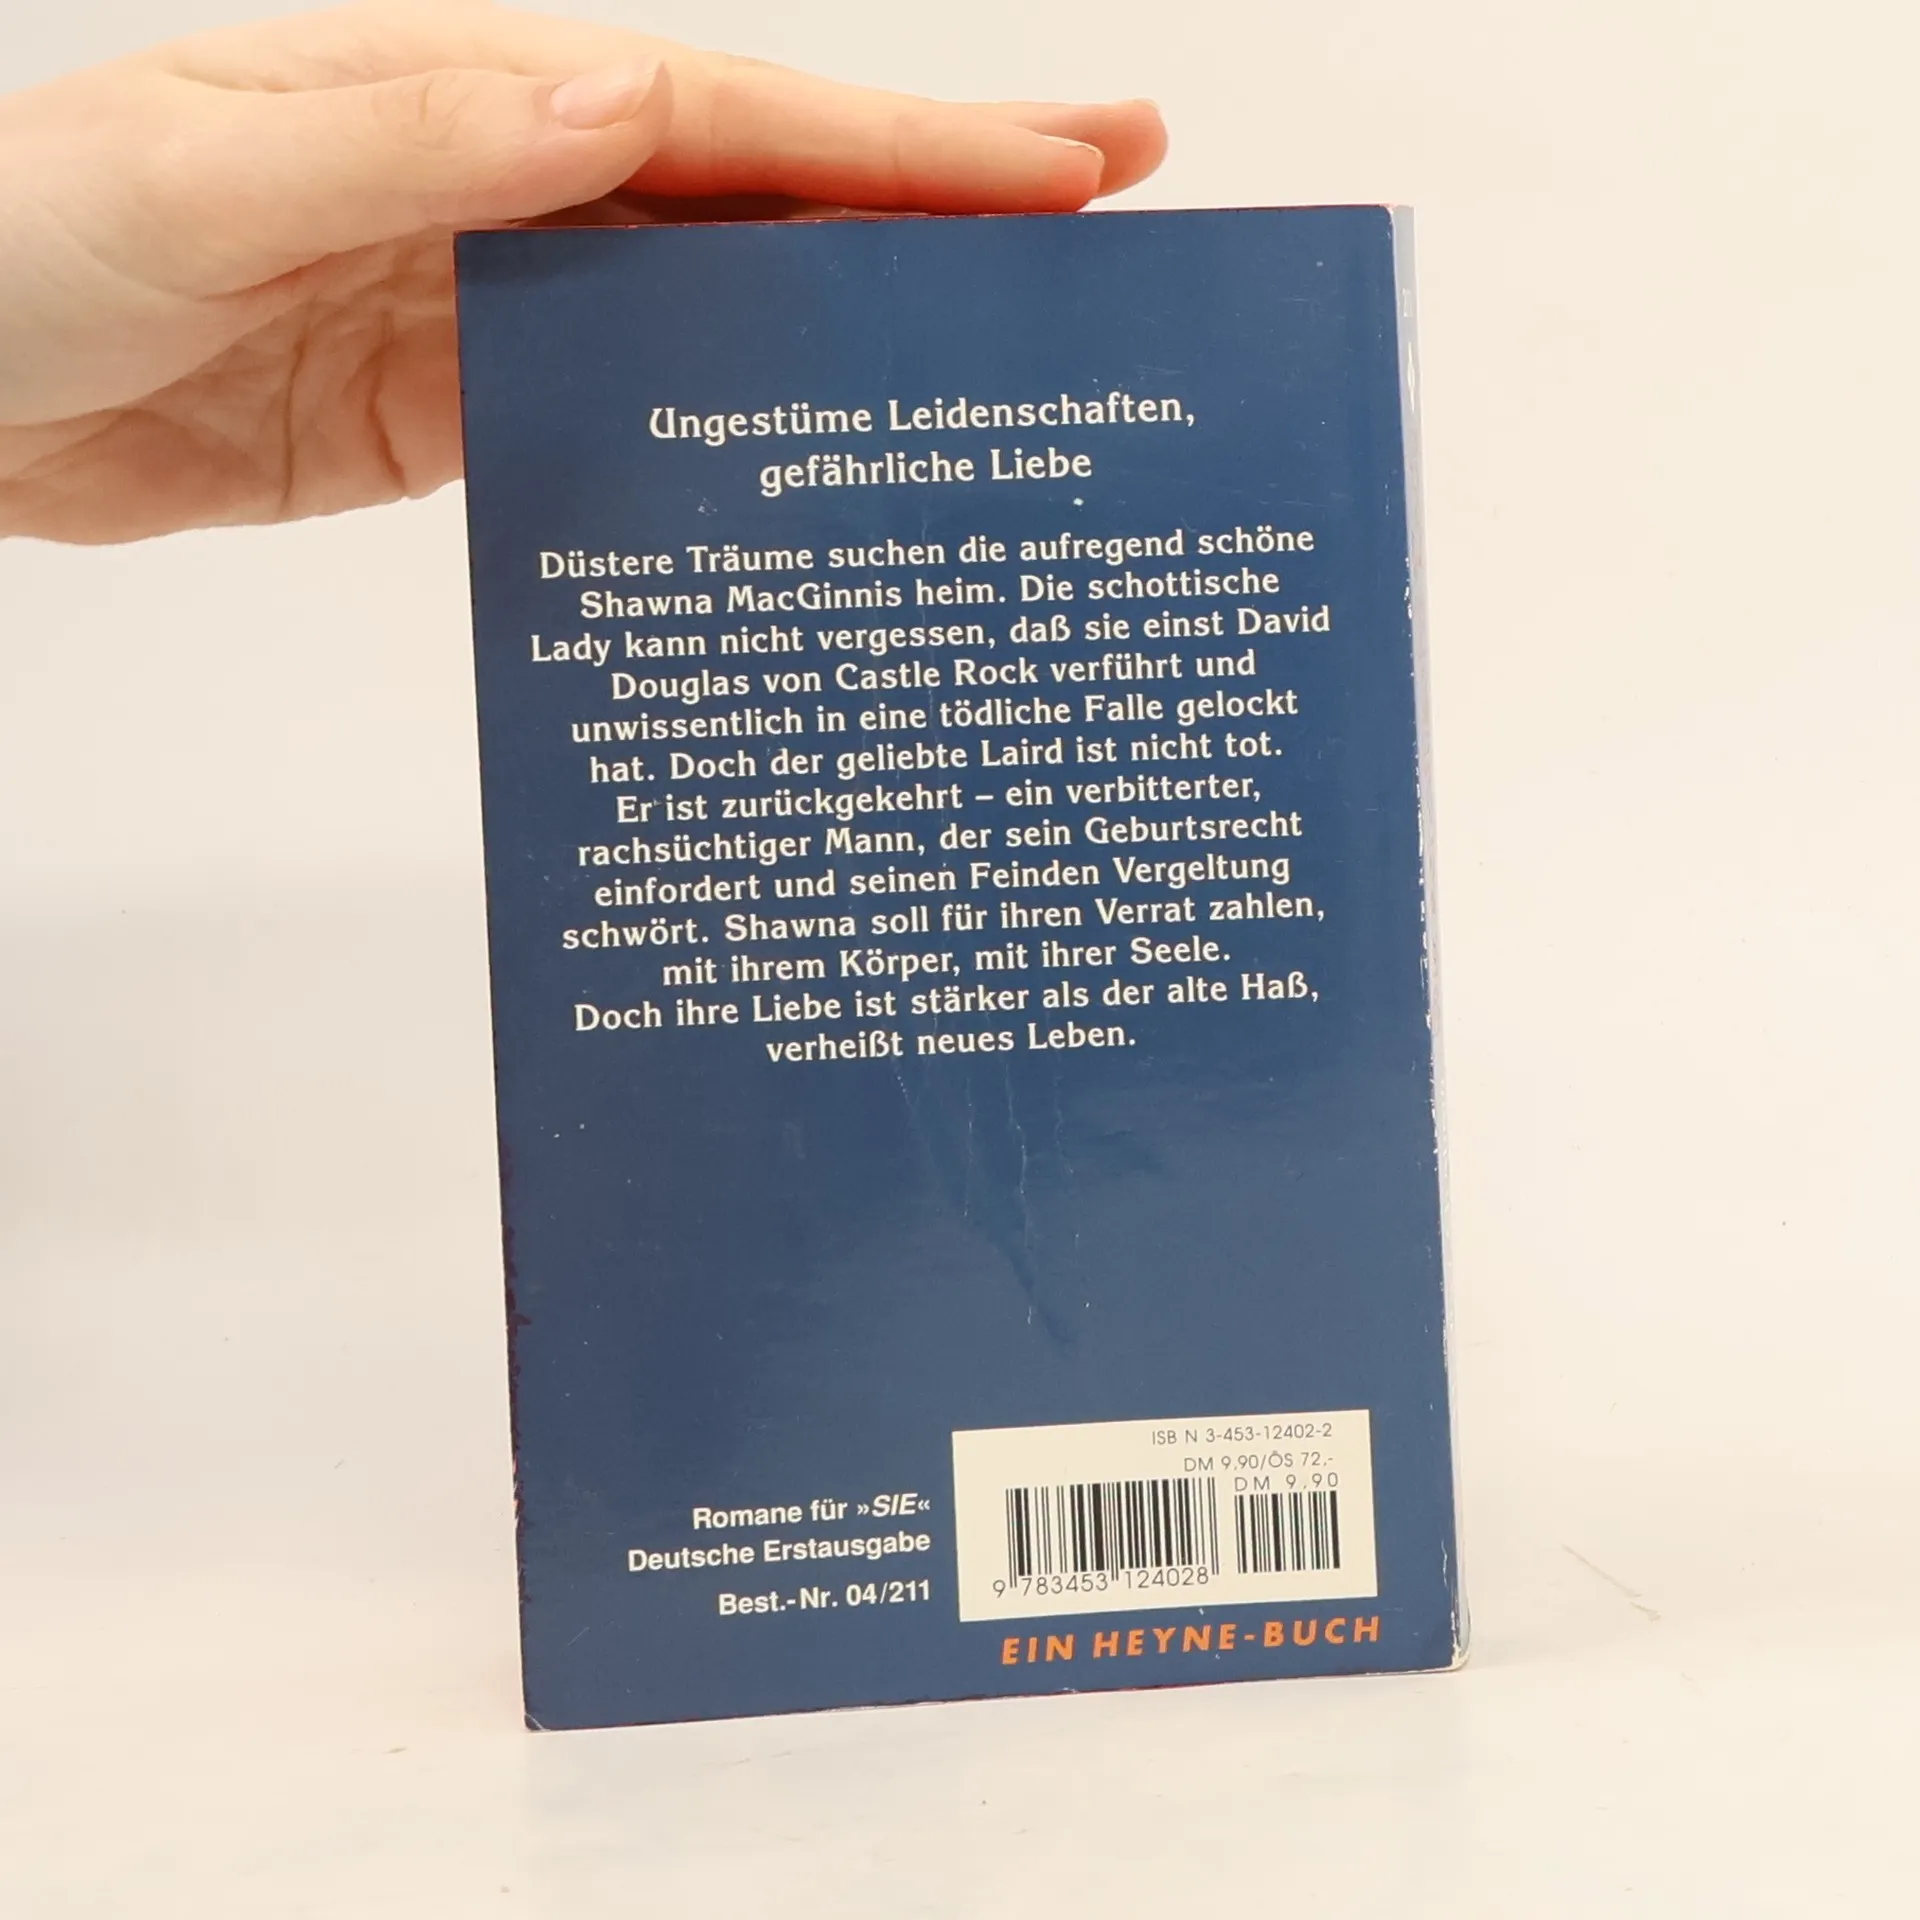 Ungestüme Leidenschaften,
gefährliche Liebe
Düstere Träume suchen die aufregend schöne
Shawna MacGinnis heim. Die schottische
Lady kann nicht vergessen, daß sie einst David
Douglas von Castle Rock verführt und
unwissentlich in eine tödliche Falle gelockt
hat. Doch der geliebte Laird ist nicht tot.
Er ist zurückgekehrt – ein verbitterter,
rachsüchtiger Mann, der sein Geburtsrecht
einfordert und seinen Feinden Vergeltung
schwört. Shawna soll für ihren Verrat zahlen,
mit ihrem Körper, mit ihrer Seele.
Doch ihre Liebe ist stärker als der alte Haß,
verheißt neues Leben.
Romane für »SIE«
Deutsche Erstausgabe
Best.-Nr. 04/211
ISBN 3-453-12402-2
DM 9,90/ÖS 72,-
DM 9,90
9 783453 124028
EIN HEYNE-BUCH